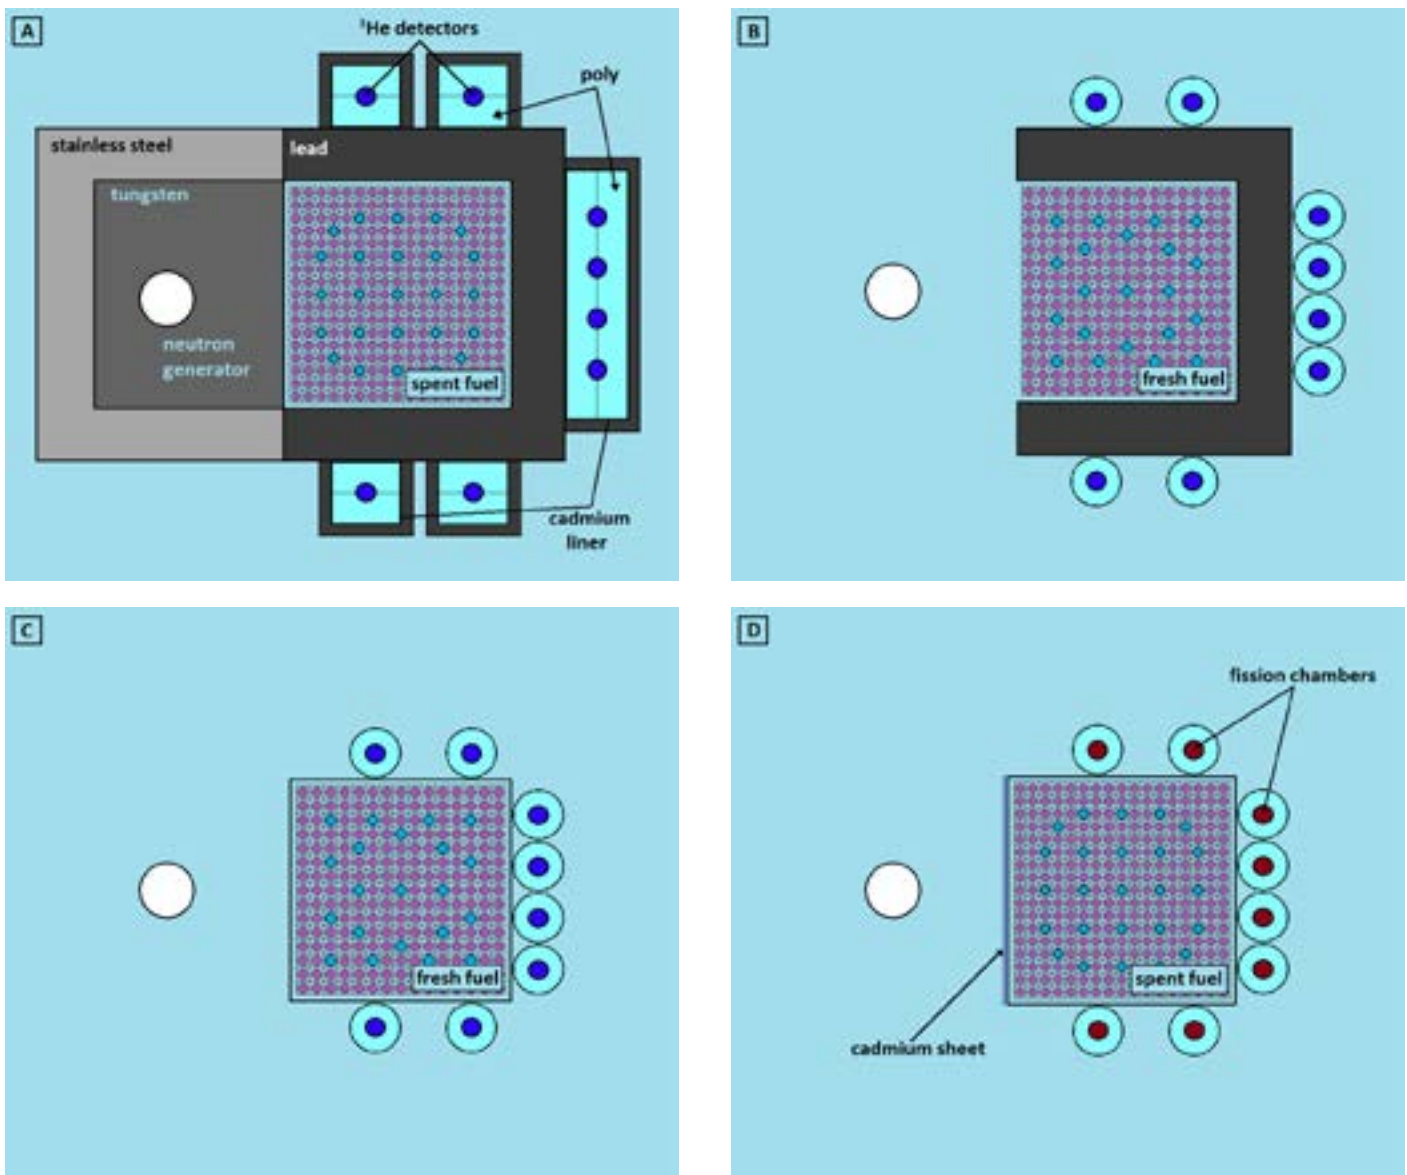 A
³He detectors
poly
stainless steel
lead
tungsten
neutron
generator
spent fuel
cadmium
liner
B
fresh fuel
C
fresh fuel
D
fission chambers
spent fuel
cadmium sheet